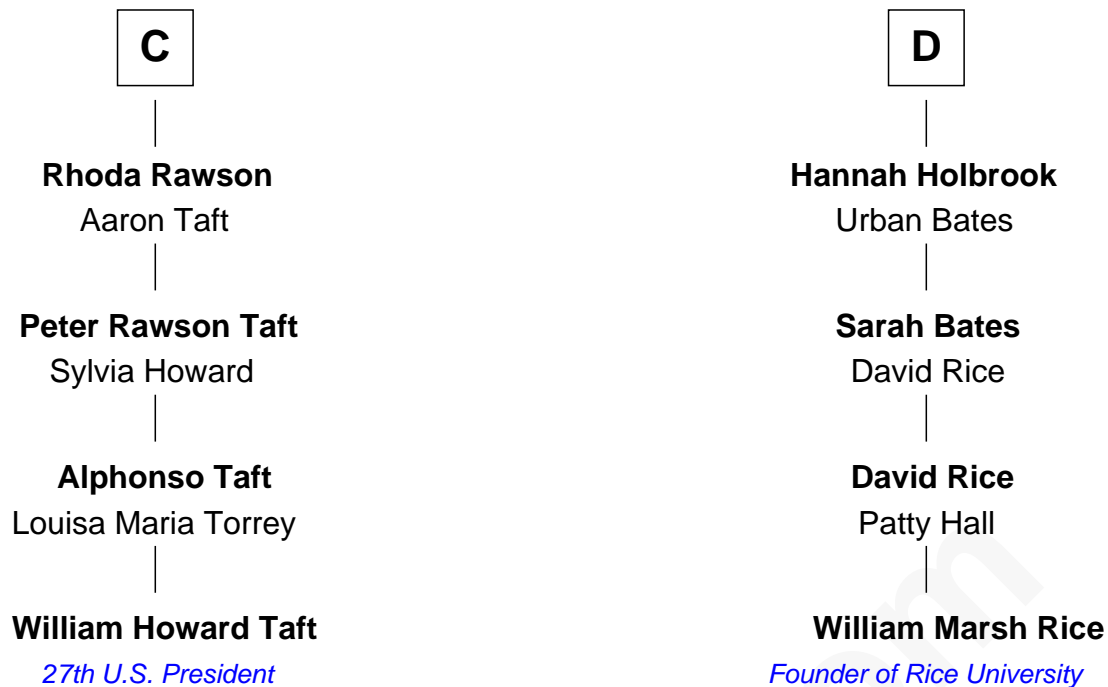 C
Rhoda Rawson
Aaron Taft
Peter Rawson Taft
Sylvia Howard
Alphonso Taft
Louisa Maria Torrey
William Howard Taft
27th U.S. President
D
Hannah Holbrook
Urban Bates
Sarah Bates
David Rice
David Rice
Patty Hall
William Marsh Rice
Founder of Rice University